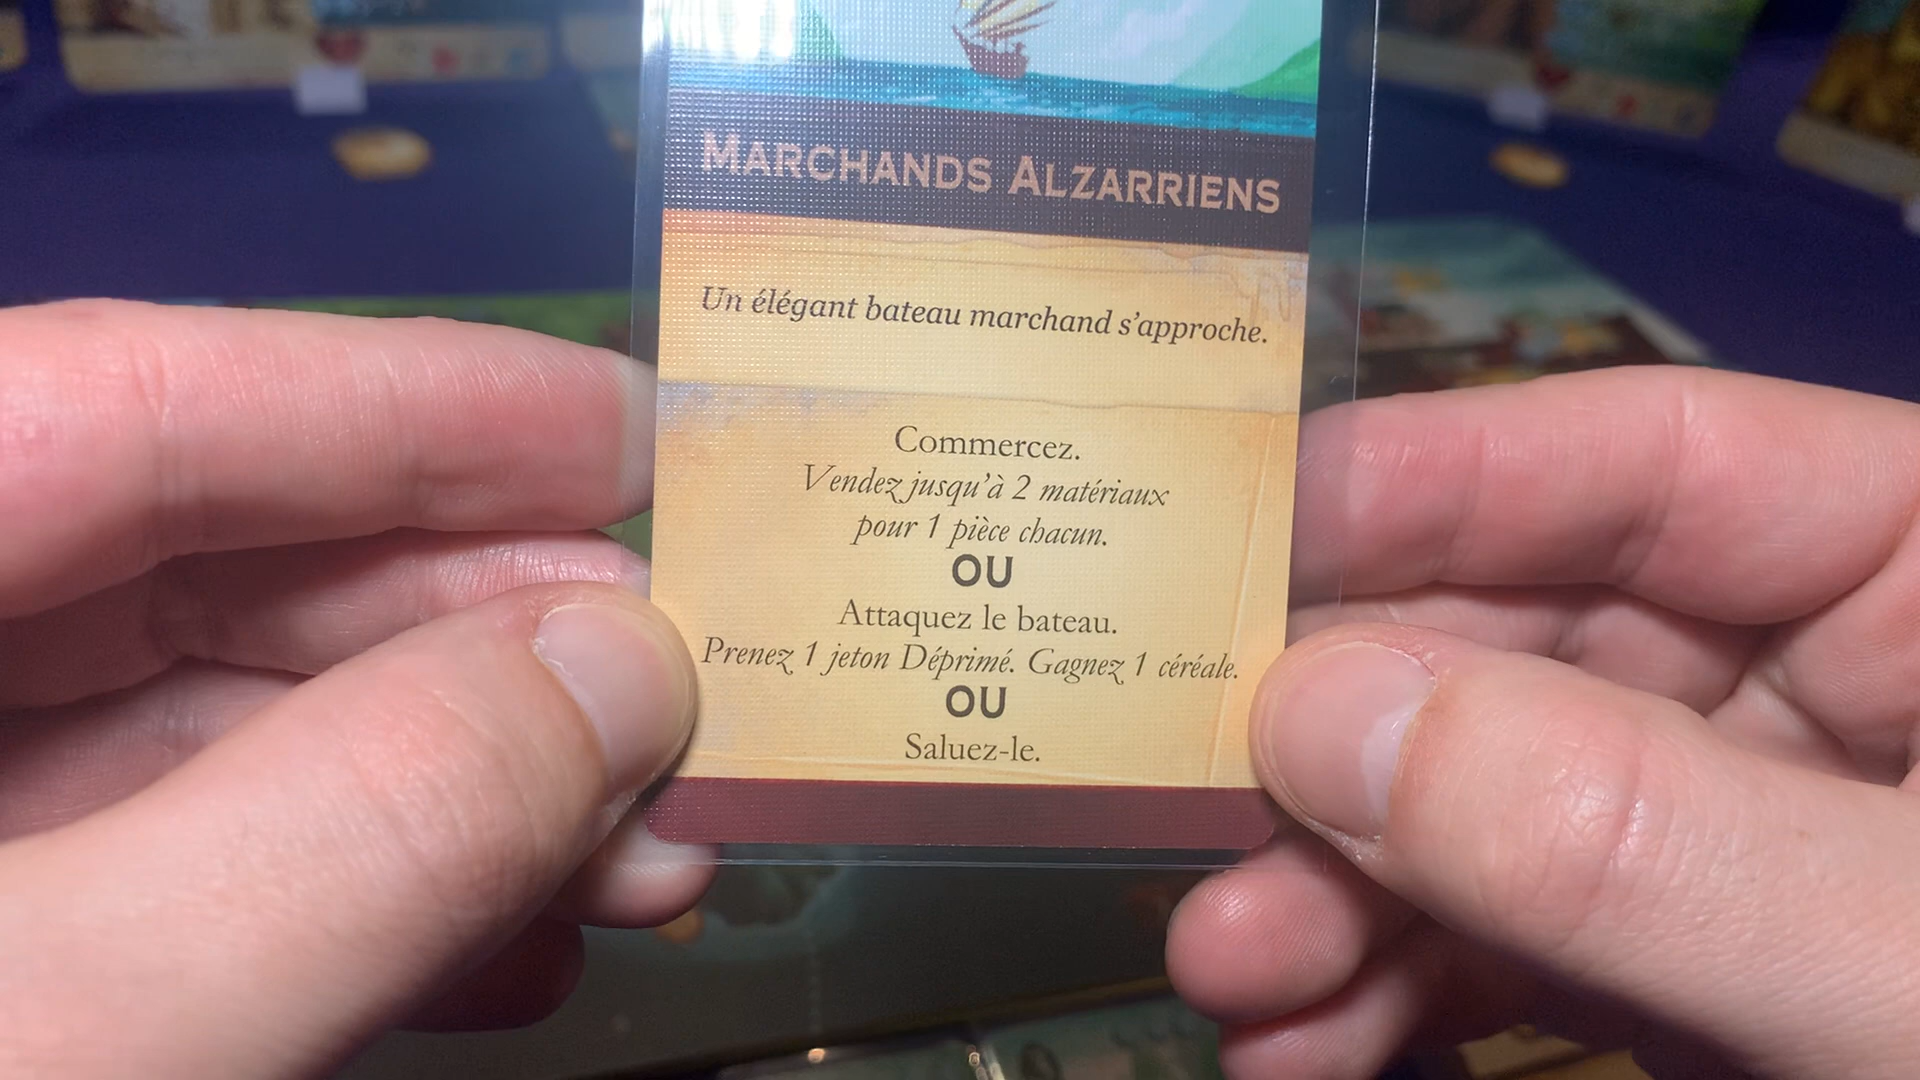 MARCHANDS ALZARRIENS
Un élégant bateau marchand s'approche.
Commercez.
Vendez jusqu'à 2 matériaux
pour 1 pièce chacun.
OU
Attaquez le bateau.
Prenez 1 jeton Déprimé. Gagnez 1 céréale.
OU
Saluez-le.